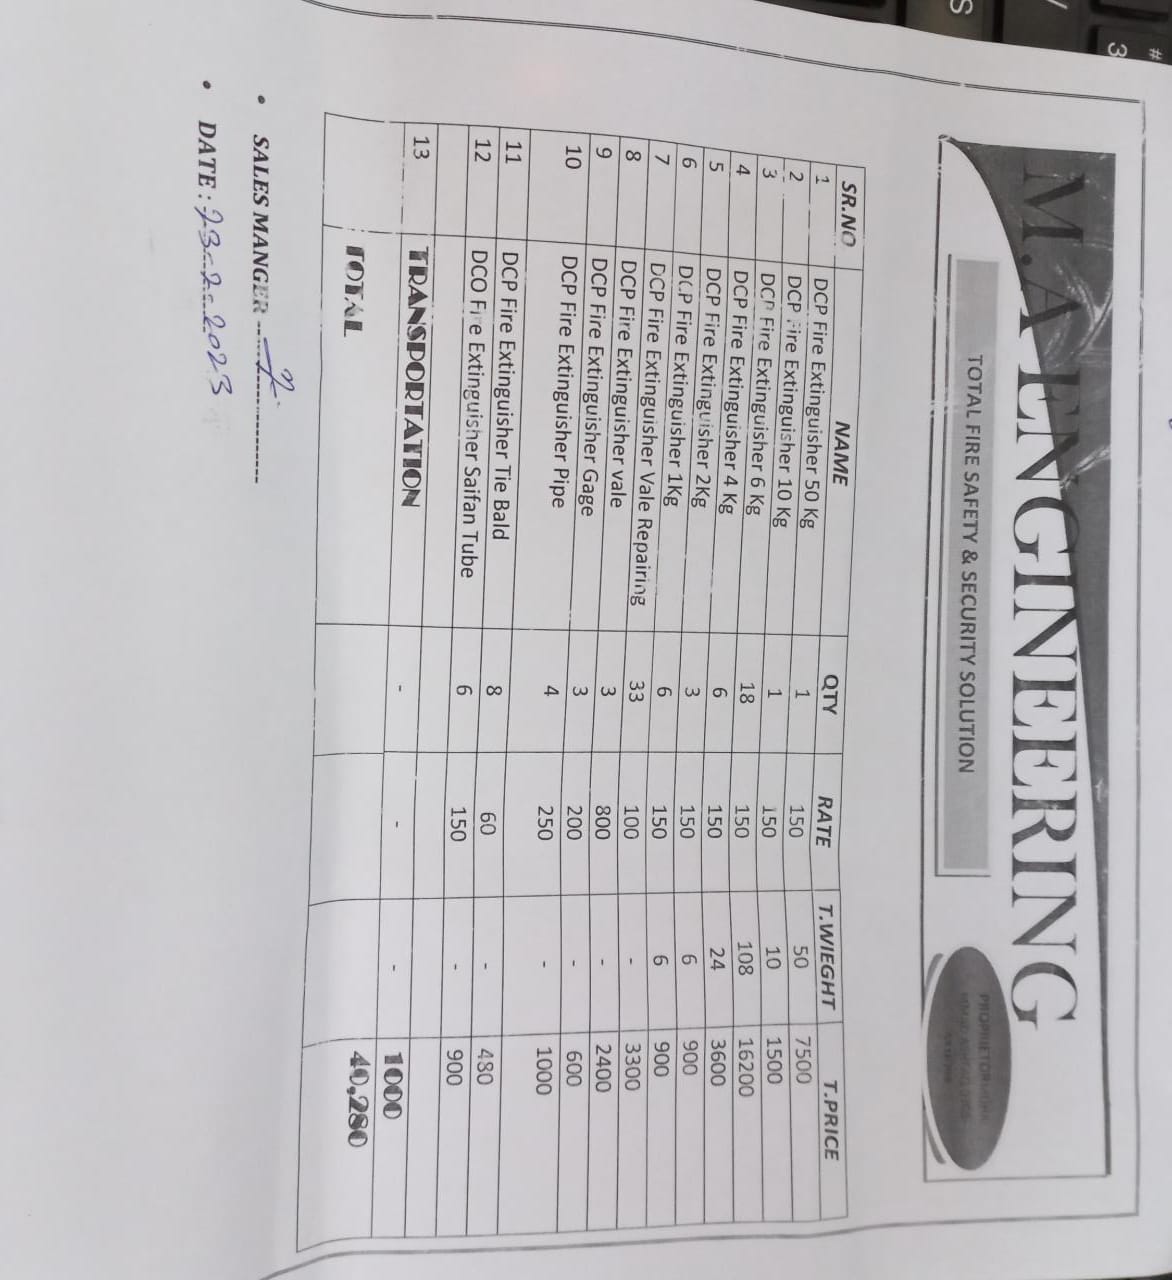 M.A ENGINEERING
TOTAL FIRE SAFETY & SECURITY SOLUTION
PROPRIETOR
SR.NO NAME QTY RATE T.WIEGHT T.PRICE
1 DCP Fire Extinguisher 50 Kg 1 150 50 7500
2 DCP Fire Extinguisher 10 Kg 1 150 10 1500
3 DCP Fire Extinguisher 6 Kg 18 150 108 16200
4 DCP Fire Extinguisher 4 Kg 6 150 24 3600
5 DCP Fire Extinguisher 2Kg 3 150 6 900
6 DCP Fire Extinguisher 1Kg 6 150 6 900
7 DCP Fire Extinguisher Vale Repairing 33 100 - 3300
8 DCP Fire Extinguisher vale 3 800 - 2400
9 DCP Fire Extinguisher Gage 3 200 - 600
10 DCP Fire Extinguisher Pipe 4 250 - 1000
11 DCP Fire Extinguisher Tie Bald 8 60 - 480
12 DCO Fire Extinguisher Saifan Tube 6 150 - 900
13 TRANSPORTATION - - - 1000
TOTAL 40,280
• SALES MANGER
• DATE : 23-2-2023
# 3
S